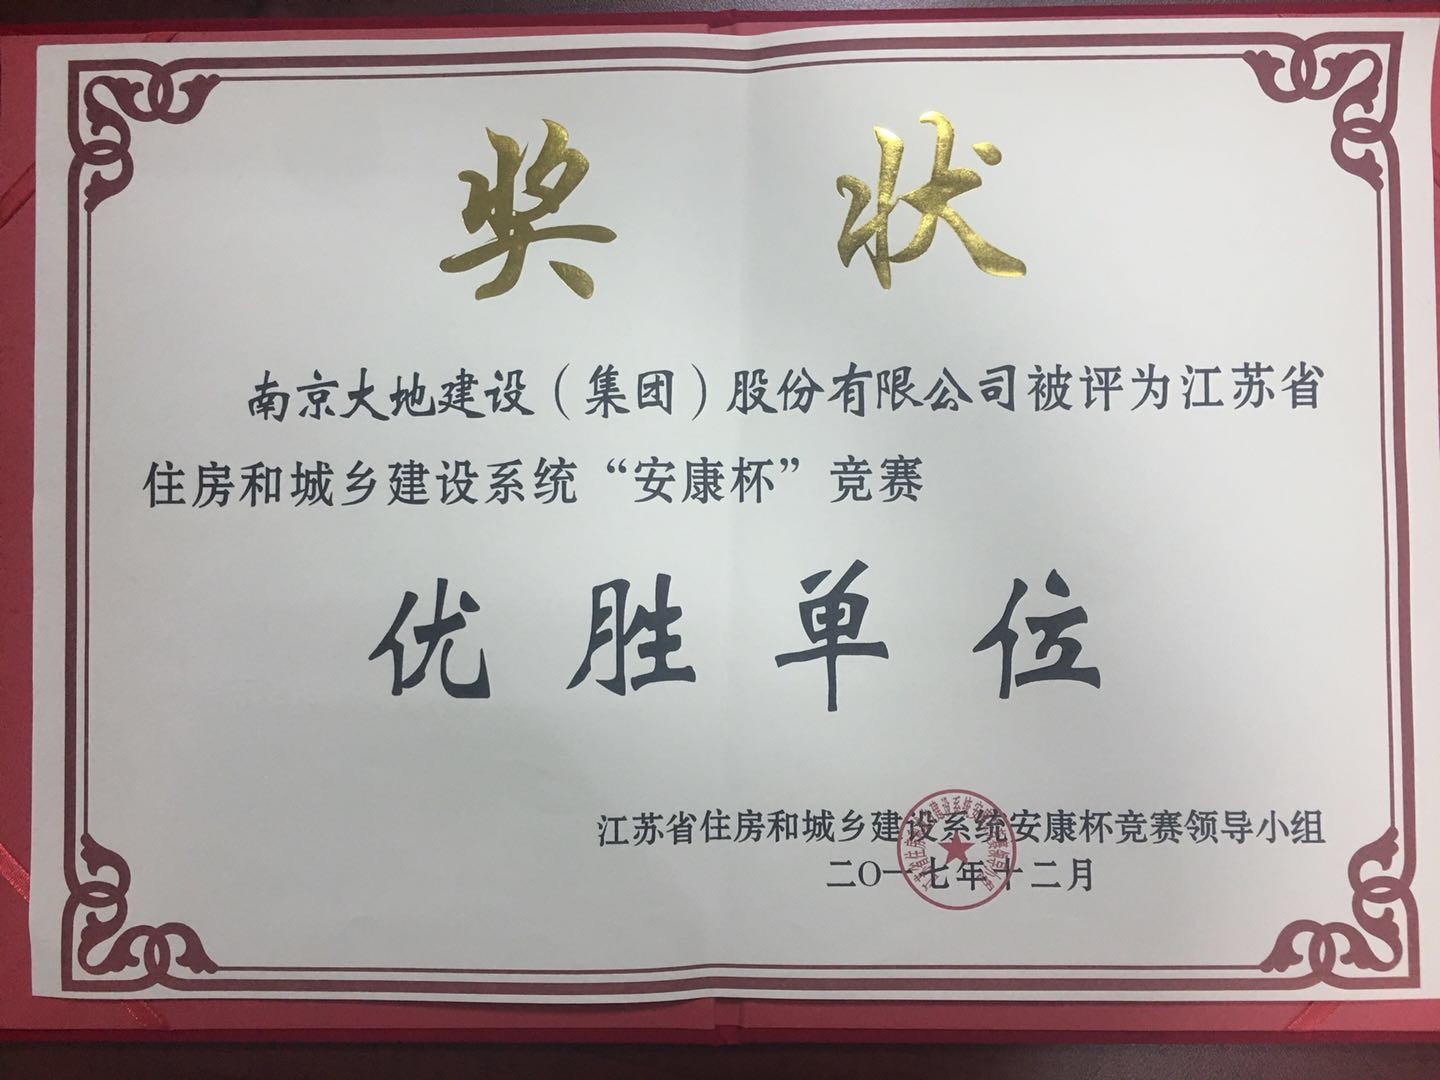 奖状
南京大地建设（集团）股份有限公司被评为江苏省
住房和城乡建设系统“安康杯”竞赛
优胜单位
江苏省住房和城乡建设系统安康杯竞赛领导小组
二〇一七年十二月